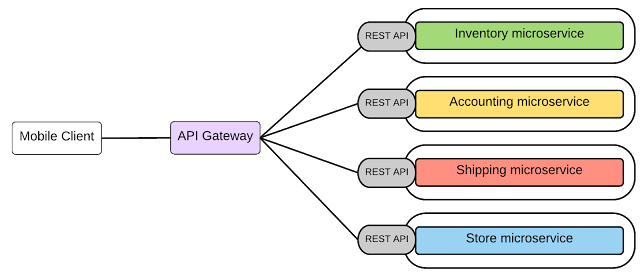 Mobile Client
API Gateway
REST API
Inventory microservice
REST API
Accounting microservice
REST API
Shipping microservice
REST API
Store microservice